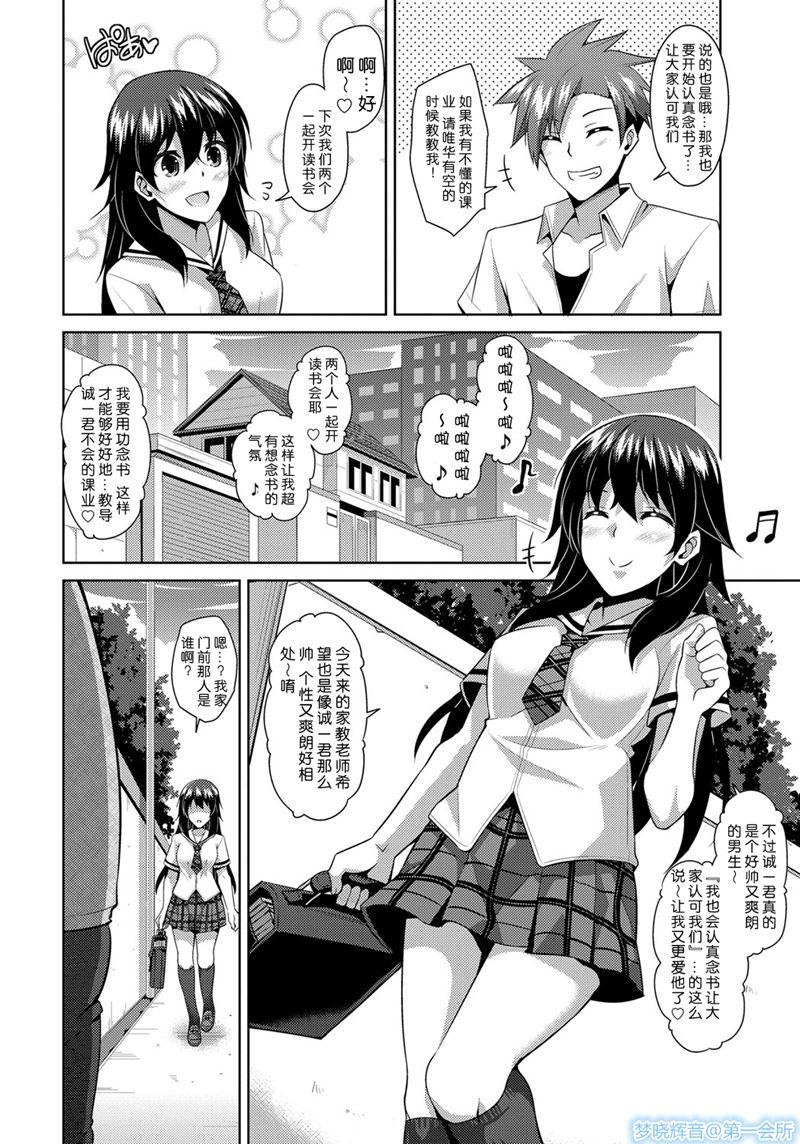 说的也是哦…那我也
要开始认真念书了…
让大家认可我们
如果我有不懂的课
业 请唯华有空的
时候教教我！
啊…好
啊～♡
下次我们两个
一起开读书会
ぱあ♥
啦啦啦～啦♪
啦啦啦啦♪
两个人一起开
读书会耶♡
这样让我超
有想念书的
气氛♪
我要用功念书 这样
才能够好好地…教导
诚一君不会的课业♡
不过诚一君真的
是个好帅又爽朗
的男生～
『我也会认真念书让大
家认可我们』…的这么
说～让我又更爱他了♡
今天来的家教老师希
望也是像诚一君那么
帅 个性又爽朗好相
处～唷
嗯…？我家
门前那人是
谁啊？
梦晓辉音@第一会所